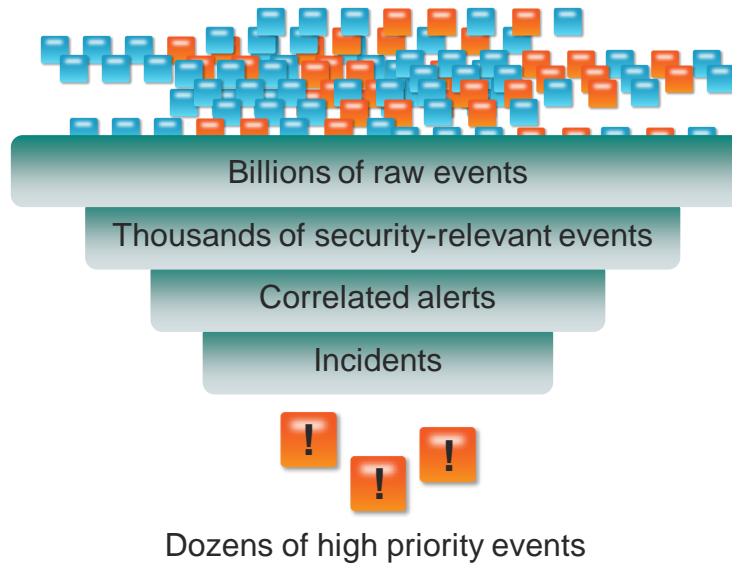 Billions of raw events
Thousands of security-relevant events
Correlated alerts
Incidents
! ! !
Dozens of high priority events